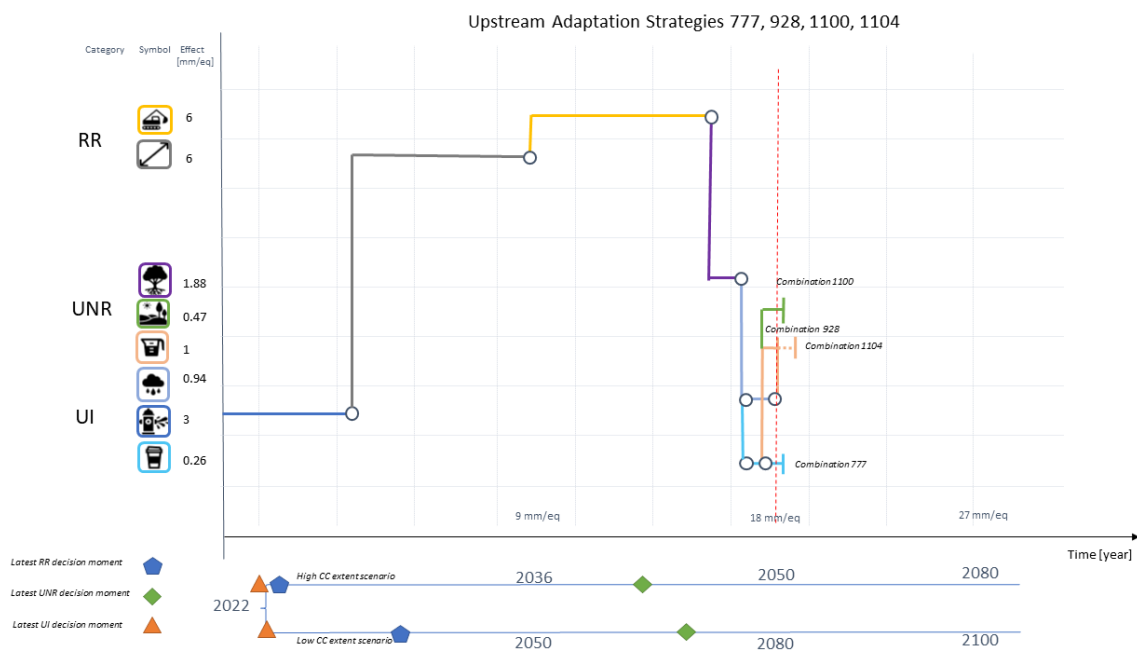 Upstream Adaptation Strategies 777, 928, 1100, 1104
Category Symbol Effect
[mm/eq]
RR
6
6
UNR
1.88
0.47
1
0.94
UI
3
0.26
Combination 1100
Combination 928
Combination 1104
Combination 777
9 mm/eq 18 mm/eq 27 mm/eq
Time [year]
Latest RR decision moment
Latest UNR decision moment
Latest UI decision moment
2022
High CC extent scenario
2036 2050 2080
Low CC extent scenario
2050 2080 2100